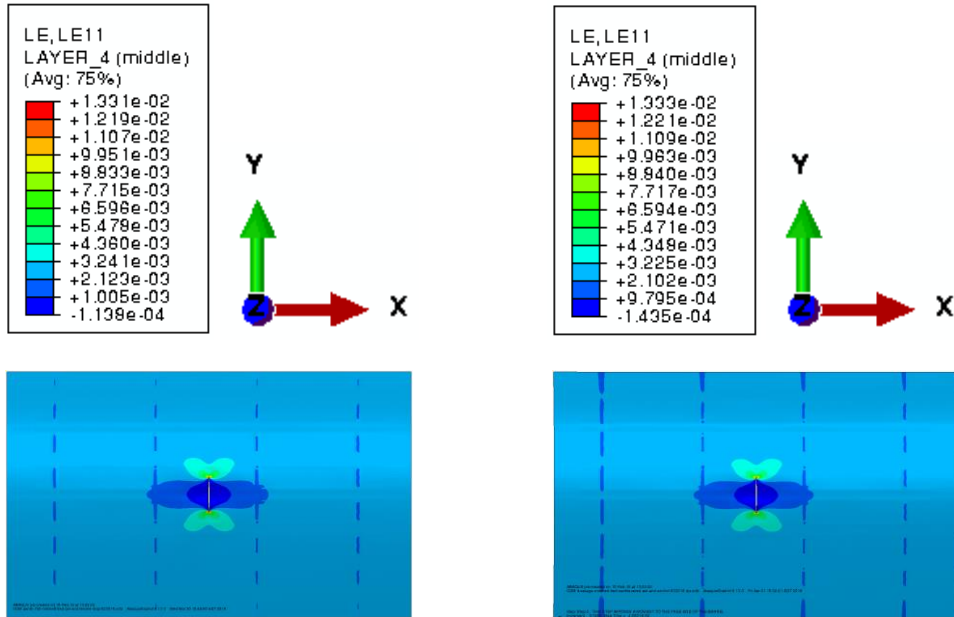 LE, LE11
LAYER_4 (middle)
(Avg: 75%)
+1.331e-02
+1.219e-02
+1.107e-02
+9.951e-03
+8.833e-03
+7.715e-03
+6.596e-03
+5.478e-03
+4.360e-03
+3.241e-03
+2.123e-03
+1.005e-03
-1.139e-04
Y
Z
X
LE, LE11
LAYER_4 (middle)
(Avg: 75%)
+1.333e-02
+1.221e-02
+1.109e-02
+9.963e-03
+8.840e-03
+7.717e-03
+6.594e-03
+5.471e-03
+4.348e-03
+3.225e-03
+2.102e-03
+9.795e-04
-1.435e-04
Y
Z
X